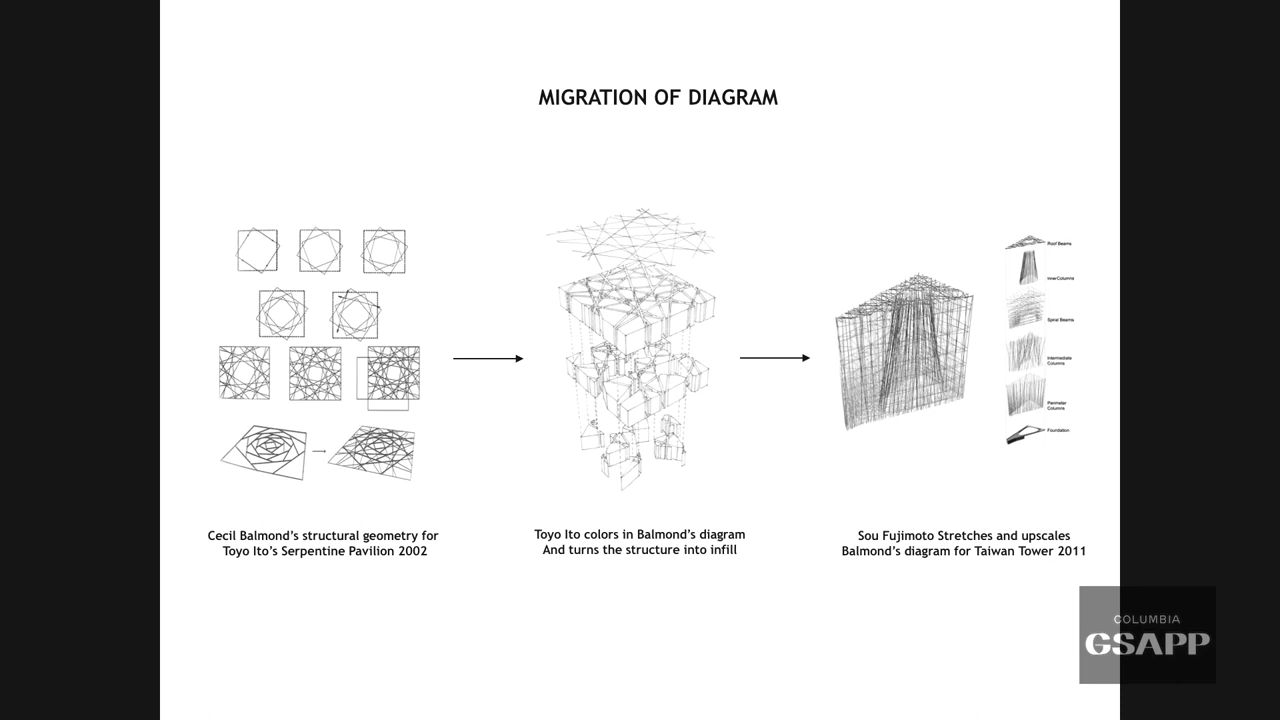 MIGRATION OF DIAGRAM
Roof Beams
Inner Columns
Spiral Beams
Intermediate
Columns
Perimeter
Columns
Foundation
Cecil Balmond's structural geometry for
Toyo Ito's Serpentine Pavilion 2002
Toyo Ito colors in Balmond's diagram
And turns the structure into infill
Sou Fujimoto Stretches and upscales
Balmond's diagram for Taiwan Tower 2011
COLUMBIA
GSAPP